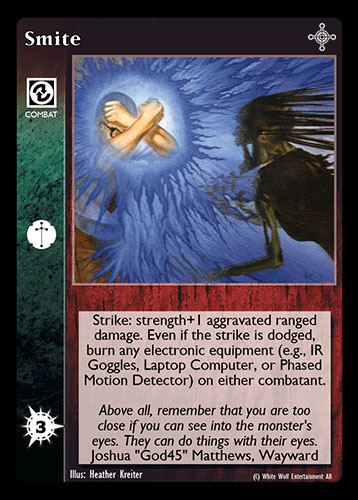 Smite
COMBAT
Strike: strength+1 aggravated ranged
damage. Even if the strike is dodged,
burn any electronic equipment (e.g., IR
Goggles, Laptop Computer, or Phased
Motion Detector) on either combatant.
Above all, remember that you are too
close if you can see into the monster's
eyes. They can do things with their eyes.
Joshua "God45" Matthews, Wayward
3
Illus: Heather Kreiter
(C) White Wolf Entertainment AB